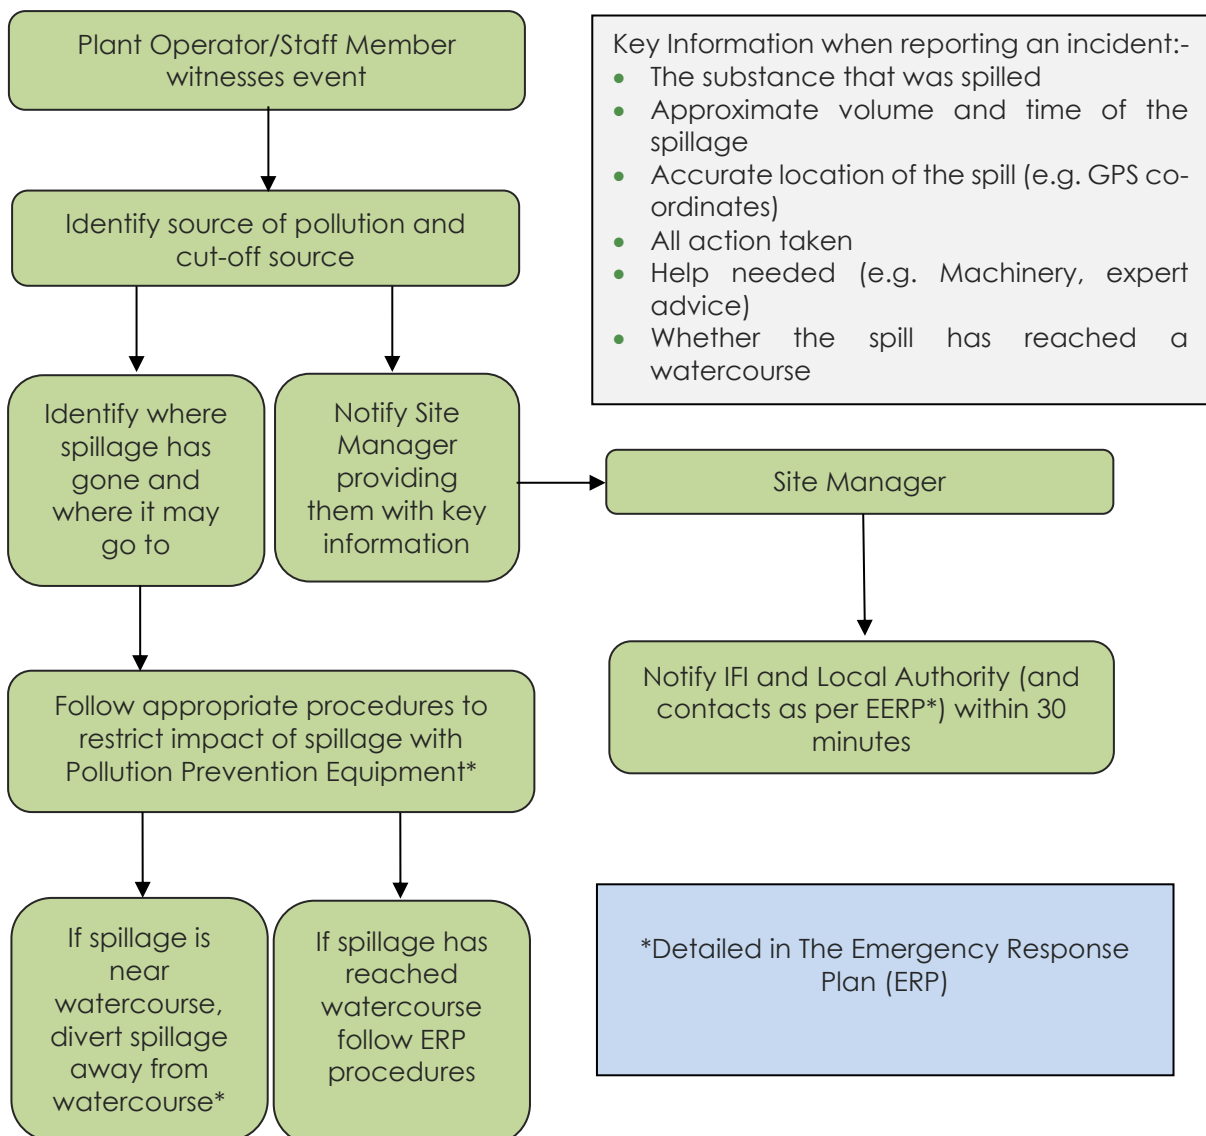 Plant Operator/Staff Member
witnesses event
Key Information when reporting an incident:-
• The substance that was spilled
• Approximate volume and time of the
spillage
• Accurate location of the spill (e.g. GPS co-
ordinates)
• All action taken
• Help needed (e.g. Machinery, expert
advice)
• Whether the spill has reached a
watercourse
Identify source of pollution and
cut-off source
Identify where
spillage has
gone and
where it may
go to
Notify Site
Manager
providing
them with key
information
Site Manager
Notify IFI and Local Authority (and
contacts as per EERP*) within 30
minutes
Follow appropriate procedures to
restrict impact of spillage with
Pollution Prevention Equipment*
If spillage is
near
watercourse,
divert spillage
away from
watercourse*
If spillage has
reached
watercourse
follow ERP
procedures
*Detailed in The Emergency Response
Plan (ERP)